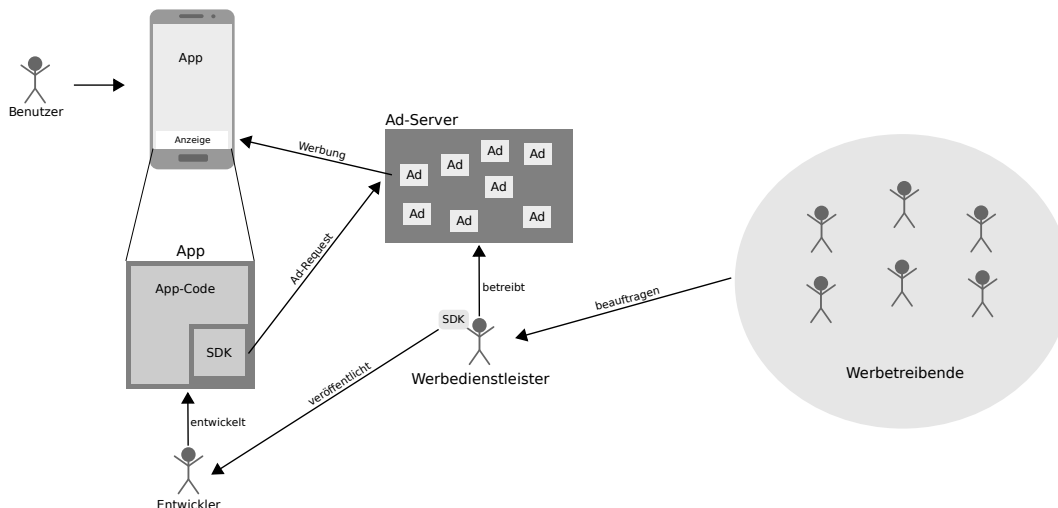 App
Benutzer
Anzeige
Werbung
Ad-Server
Ad
Ad
Ad
Ad
Ad
Ad
Ad
Ad
App
App-Code
SDK
Ad-Request
betreibt
beauftragen
SDK
Werbedienstleister
Werbetreibende
veröffentlicht
entwickelt
Entwickler